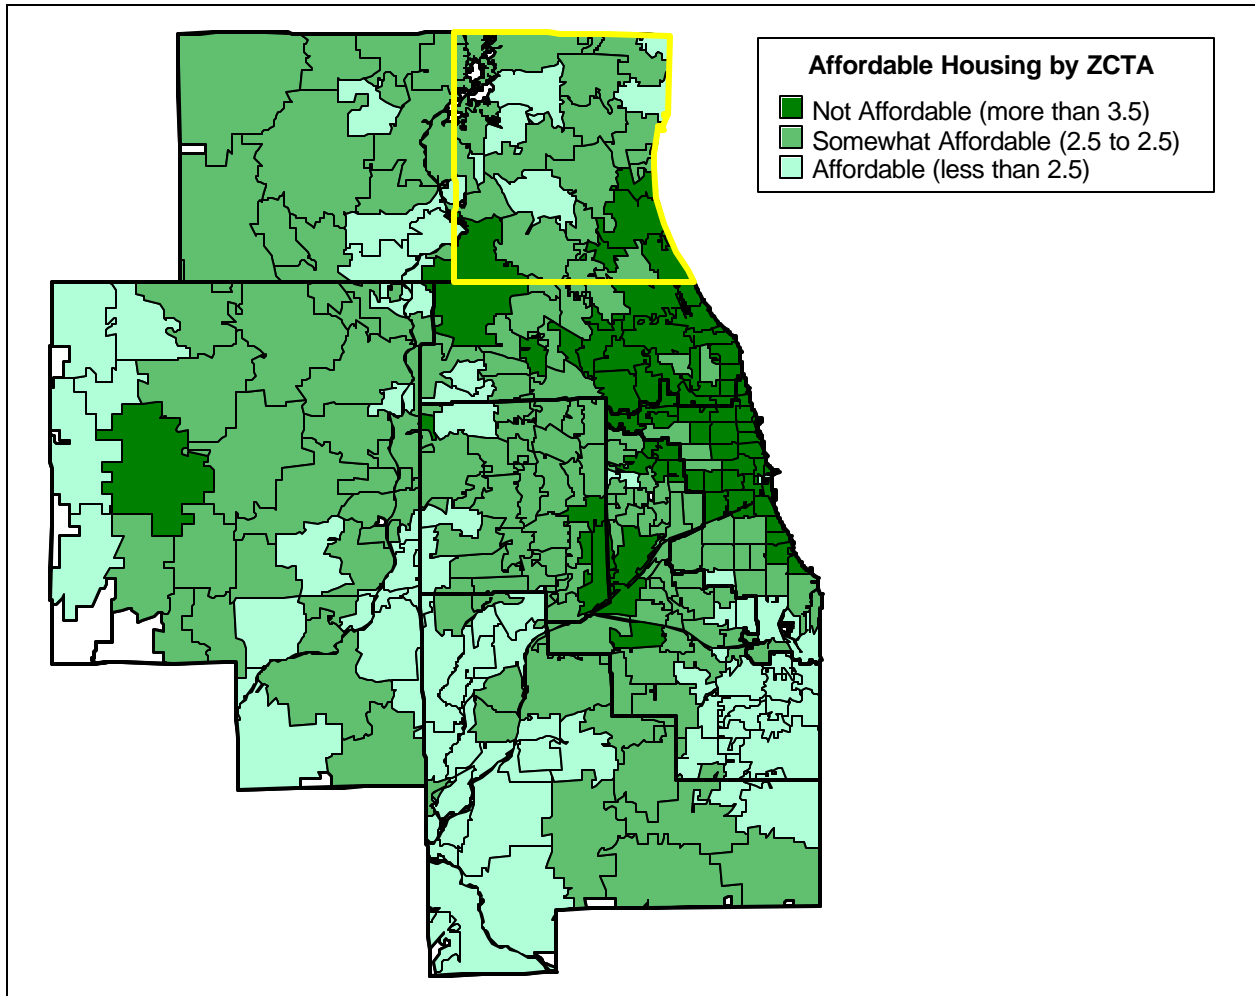 Affordable Housing by ZCTA
Not Affordable (more than 3.5)
Somewhat Affordable (2.5 to 2.5)
Affordable (less than 2.5)